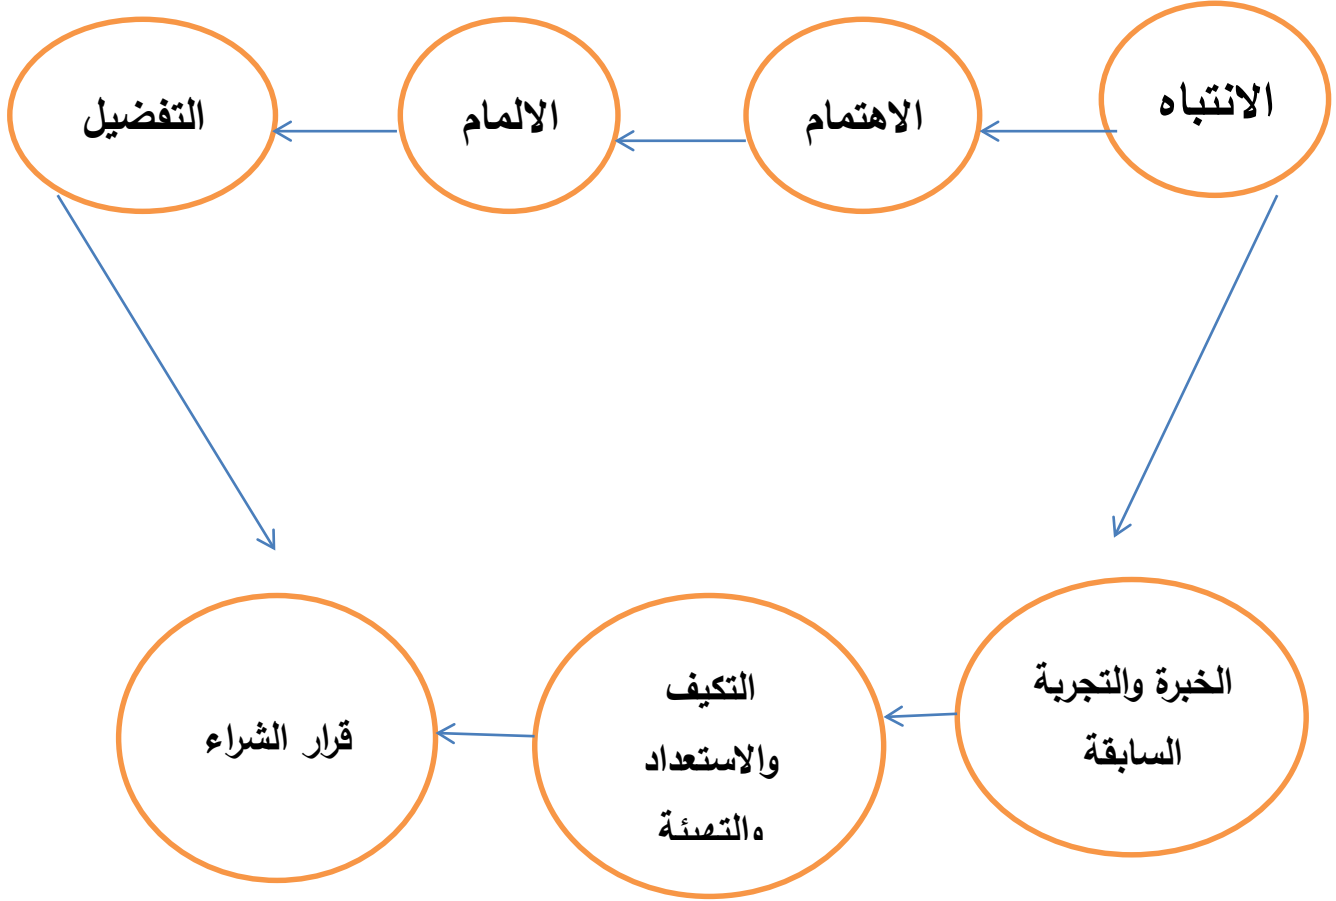 الانتباه
الاهتمام
الالمام
التفضيل
الخبرة والتجربة
السابقة
التكيف
والاستعداد
والتهيئة
قرار الشراء